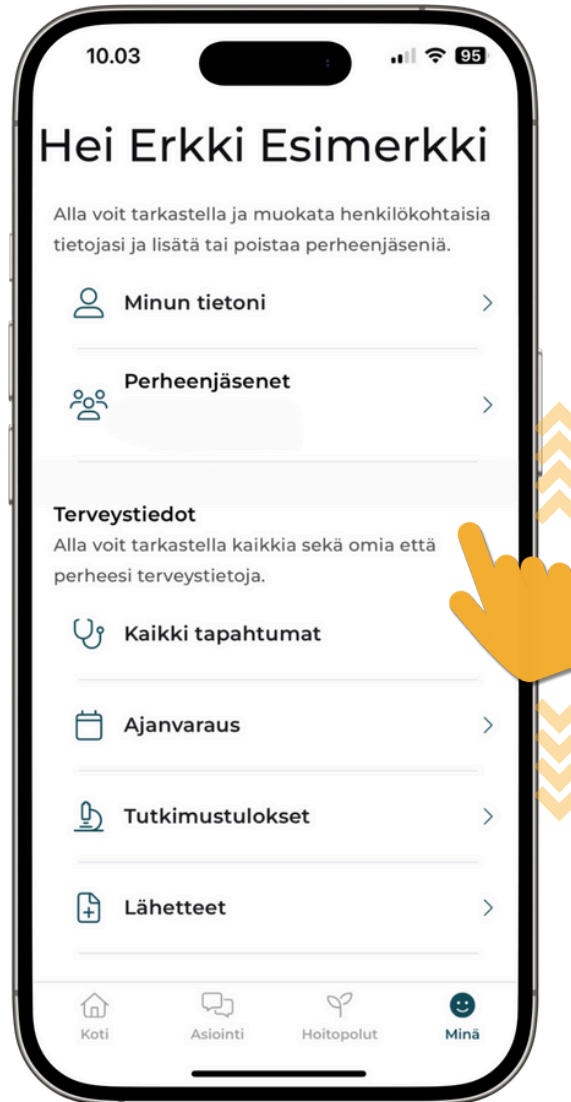 10.03
95
Hei Erkki Esimerkki
Alla voit tarkastella ja muokata henkilökohtaisia
tietojasi ja lisätä tai poistaa perheenjäseniä.
Minun tietoni
Perheenjäsenet
Terveystiedot
Alla voit tarkastella kaikkia sekä omia että
perheesi terveystietoja.
Kaikki tapahtumat
Ajanvaraus
Tutkimustulokset
Lähetteet
Koti Asiointi Hoitopolut Minä